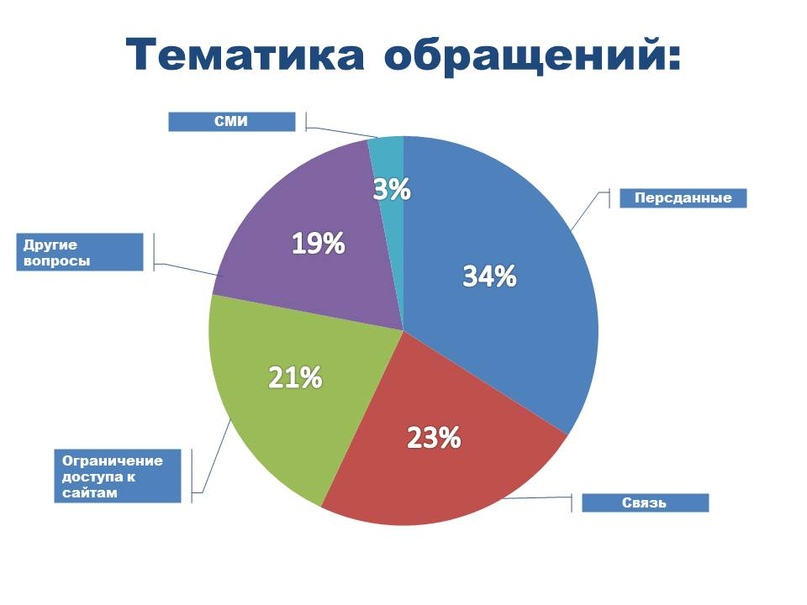 Тематика обращений:
СМИ
Персданные
3%
Другие
вопросы
19%
34%
21%
23%
Ограничение
доступа к
сайтам
Связь